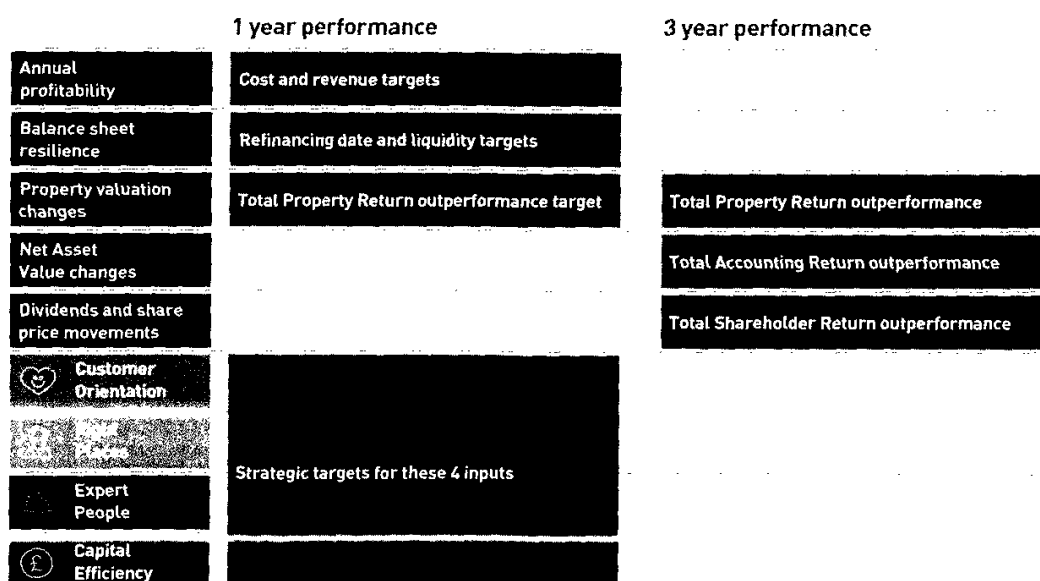 1 year performance
3 year performance
Annual
profitability
Cost and revenue targets
Balance sheet
resilience
Refinancing date and liquidity targets
Property valuation
changes
Total Property Return outperformance target
Total Property Return outperformance
Net Asset
Value changes
Total Accounting Return outperformance
Dividends and share
price movements
Total Shareholder Return outperformance
Customer
Orientation
Places
Strategic targets for these 4 inputs
Expert
People
£
Capital
Efficiency